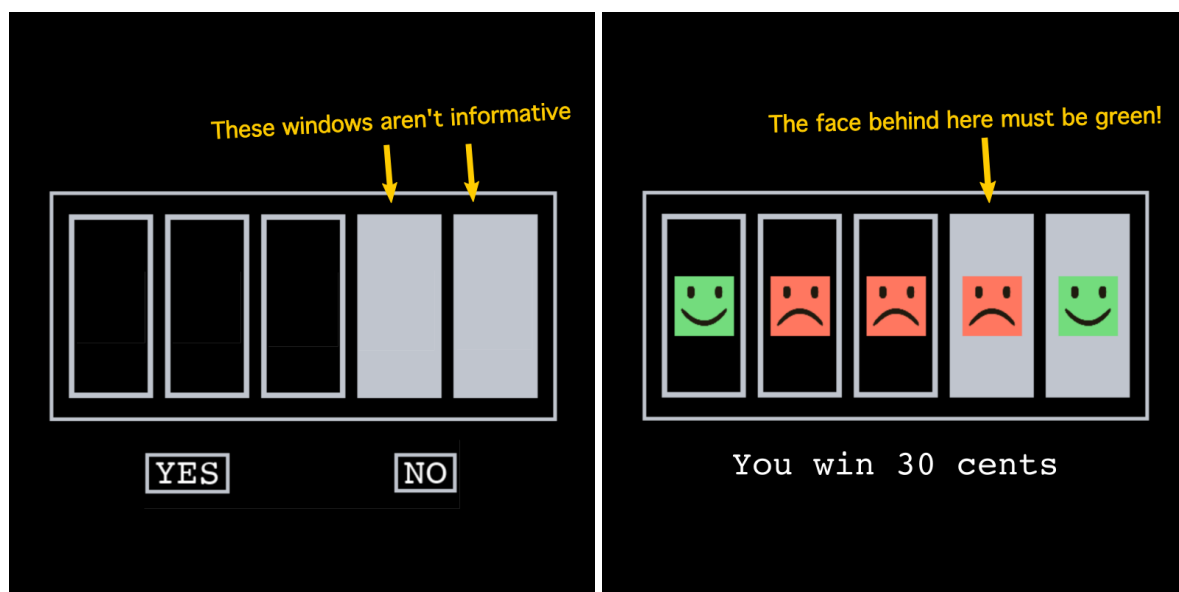 These windows aren't informative
YES
NO
The face behind here must be green!
You win 30 cents